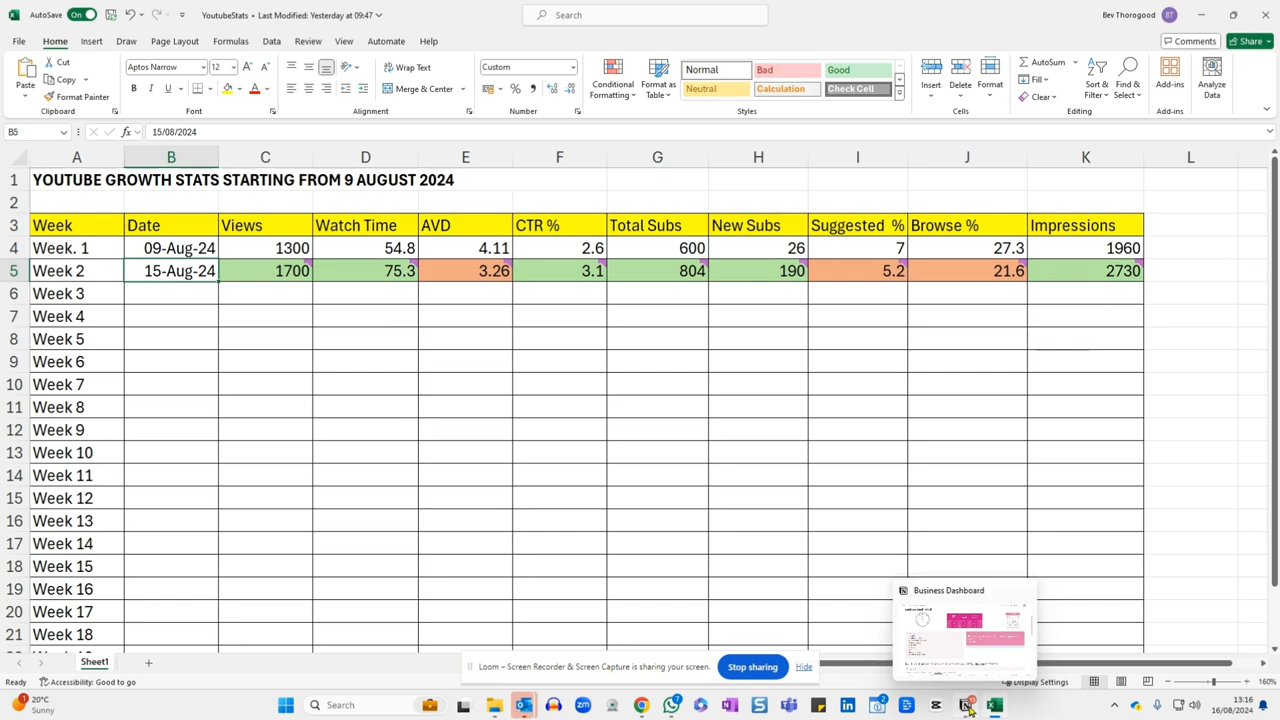 AutoSave On YoutubeStats • Last Modified: Yesterday at 09:47 Search Bev Thorogood BT
File Home Insert Draw Page Layout Formulas Data Review View Automate Help Comments Share
Paste Cut Copy Format Painter Clipboard
Aptos Narrow 12 B I U A Font
Wrap Text Merge & Center Alignment
Custom % Number
Conditional Formatting Format as Table Normal Bad Good Neutral Calculation Check Cell Styles
Insert Delete Format Cells
AutoSum Fill Clear Sort & Filter Find & Select Editing
Add-ins Add-ins Analyze Data
B5 fx 15/08/2024
A B C D E F G H I J K L
1 YOUTUBE GROWTH STATS STARTING FROM 9 AUGUST 2024
2
3 Week Date Views Watch Time AVD CTR % Total Subs New Subs Suggested % Browse % Impressions
4 Week. 1 09-Aug-24 1300 54.8 4.11 2.6 600 26 7 27.3 1960
5 Week 2 15-Aug-24 1700 75.3 3.26 3.1 804 190 5.2 21.6 2730
6 Week 3
7 Week 4
8 Week 5
9 Week 6
10 Week 7
11 Week 8
12 Week 9
13 Week 10
14 Week 11
15 Week 12
16 Week 13
17 Week 14
18 Week 15
19 Week 16
20 Week 17
21 Week 18
Business Dashboard
Sheet1
Loom – Screen Recorder & Screen Capture is sharing your screen. Stop sharing Hide
Ready Accessibility: Good to go Display Settings 160%
20°C
Sunny
Search
7
2
13:16
16/08/2024